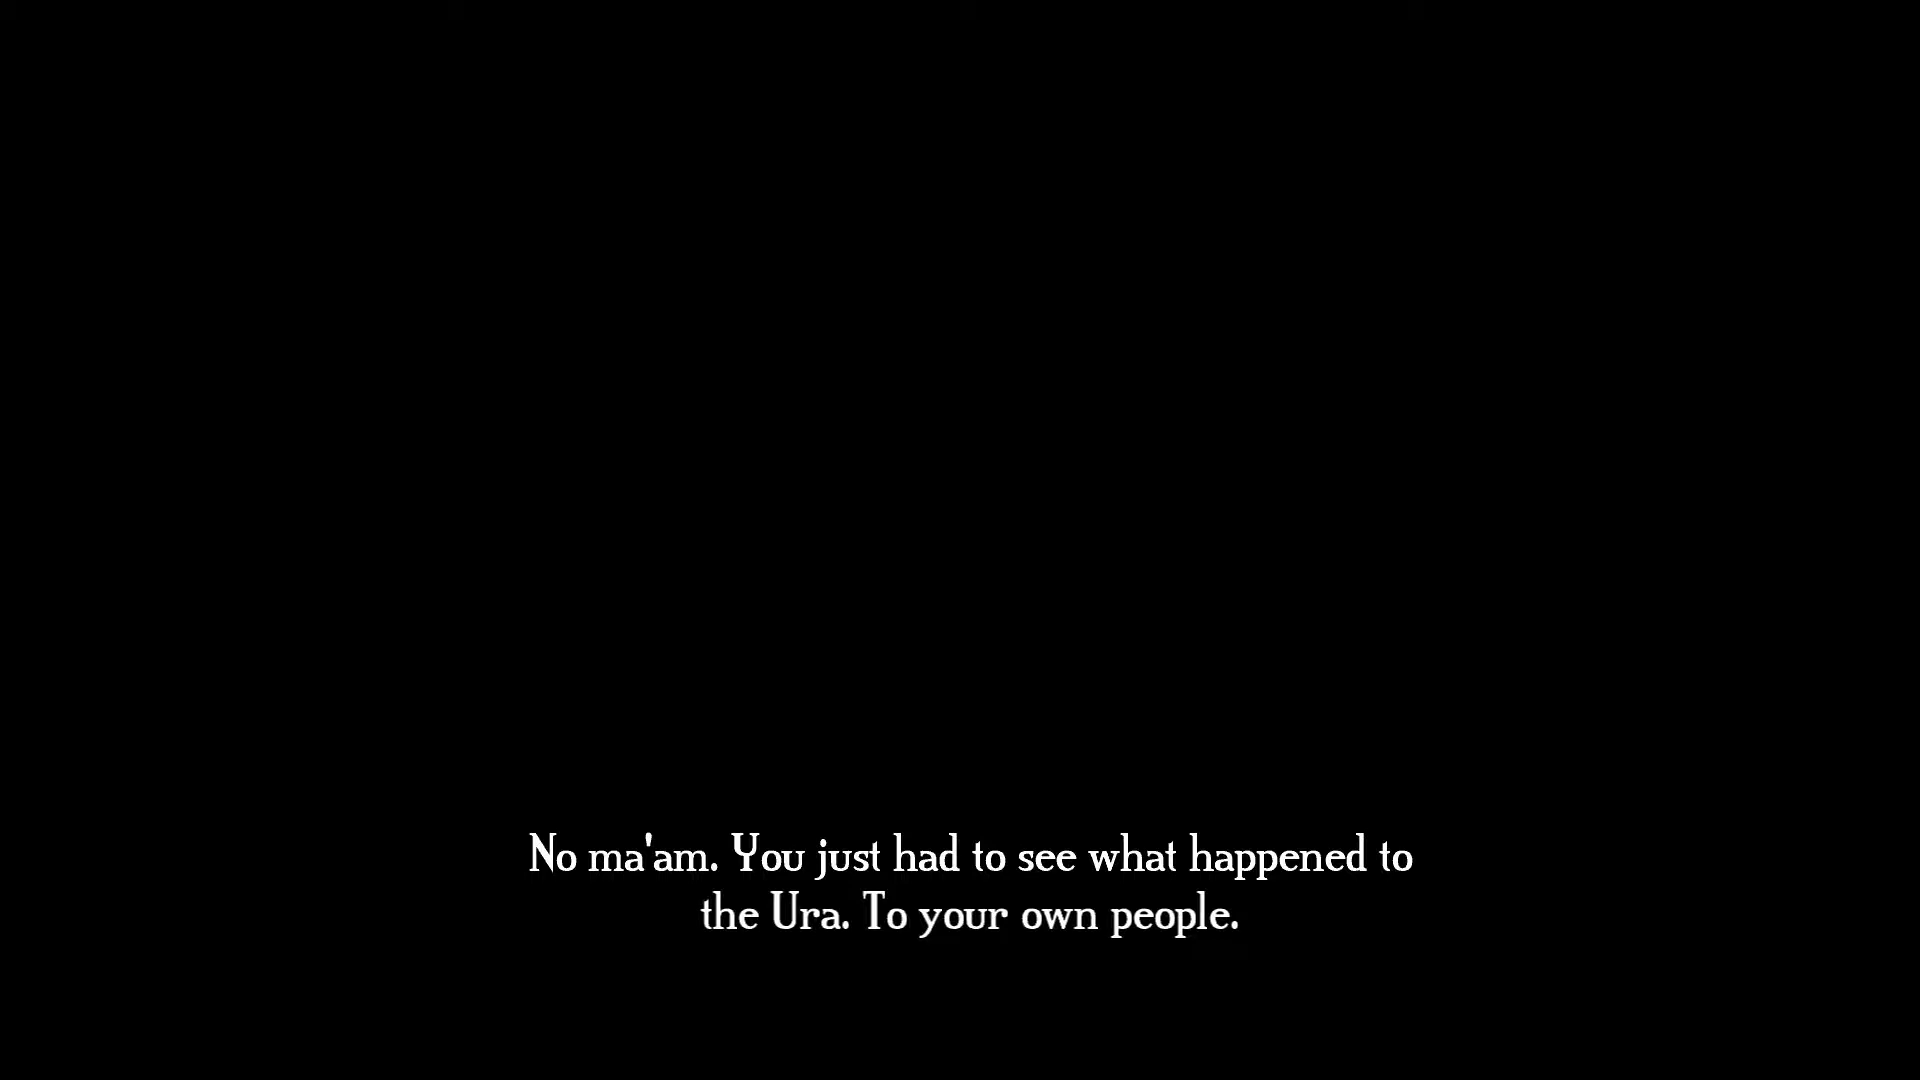 No ma'am. You just had to see what happened to
the Ura. To your own people.